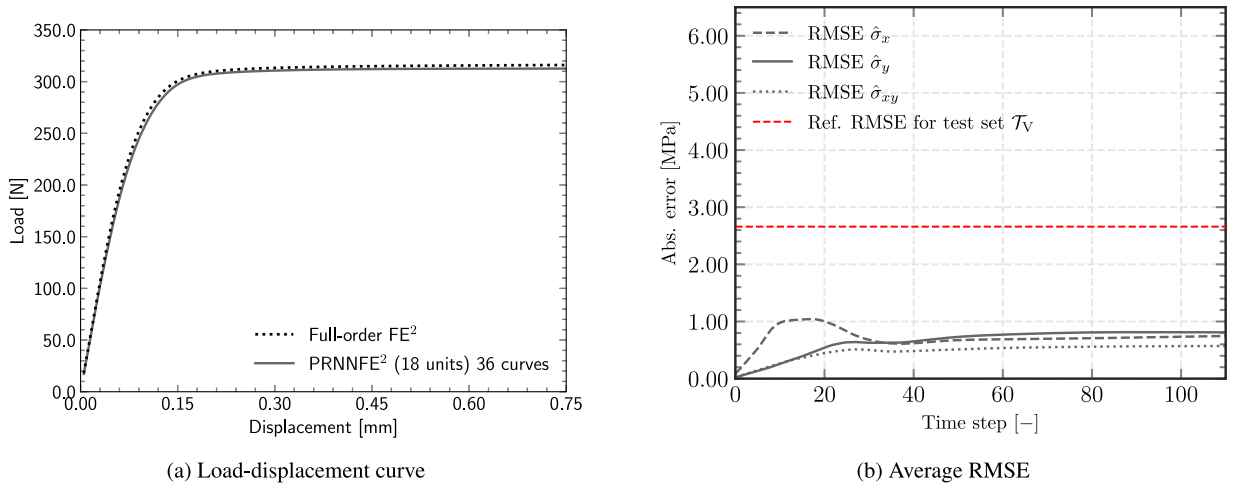 350.0
300.0
250.0
200.0
150.0
100.0
50.0
0.0
Load [N]
Full-order FE²
PRNNFE² (18 units) 36 curves
0.00 0.15 0.30 0.45 0.60 0.75
Displacement [mm]
(a) Load-displacement curve
6.00
5.00
4.00
3.00
2.00
1.00
0.00
Abs. error [MPa]
RMSE σ̂ₓ
RMSE σ̂_y
RMSE σ̂_xy
Ref. RMSE for test set 𝒯_V
0 20 40 60 80 100
Time step [−]
(b) Average RMSE